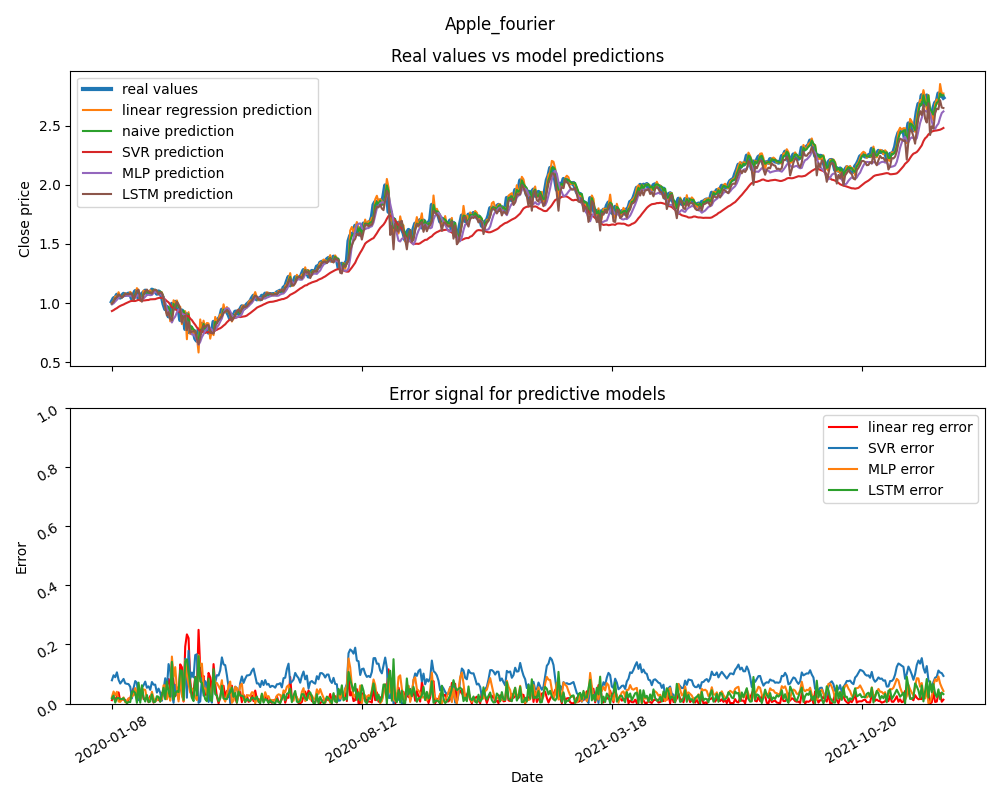 Apple_fourier
Real values vs model predictions
real values
linear regression prediction
naive prediction
SVR prediction
MLP prediction
LSTM prediction
Close price
2.5
2.0
1.5
1.0
0.5
Error signal for predictive models
linear reg error
SVR error
MLP error
LSTM error
Error
1.0
0.8
0.6
0.4
0.2
0.0
2020-01-08
2020-08-12
2021-03-18
2021-10-20
Date